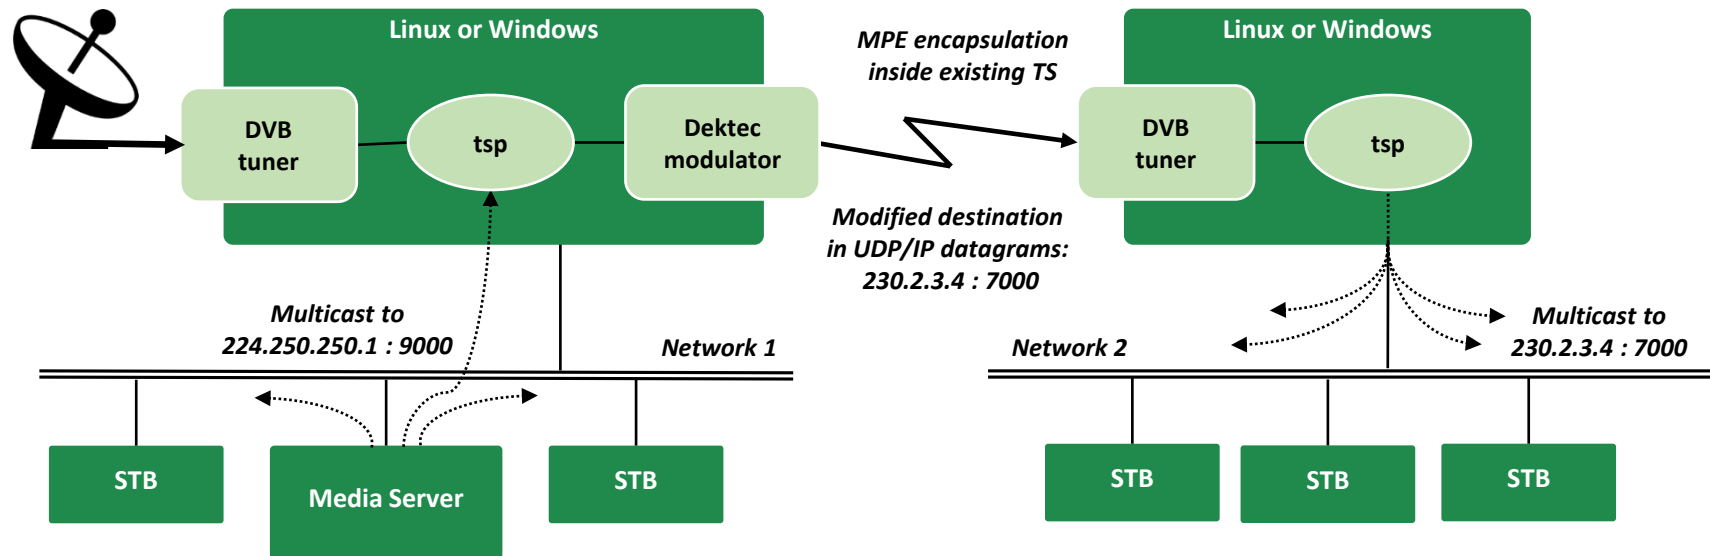 Linux or Windows
DVB
tuner
tsp
Dektec
modulator
MPE encapsulation
inside existing TS
Modified destination
in UDP/IP datagrams:
230.2.3.4 : 7000
Linux or Windows
DVB
tuner
tsp
Multicast to
224.250.250.1 : 9000
Network 1
STB
Media Server
STB
Network 2
Multicast to
230.2.3.4 : 7000
STB
STB
STB